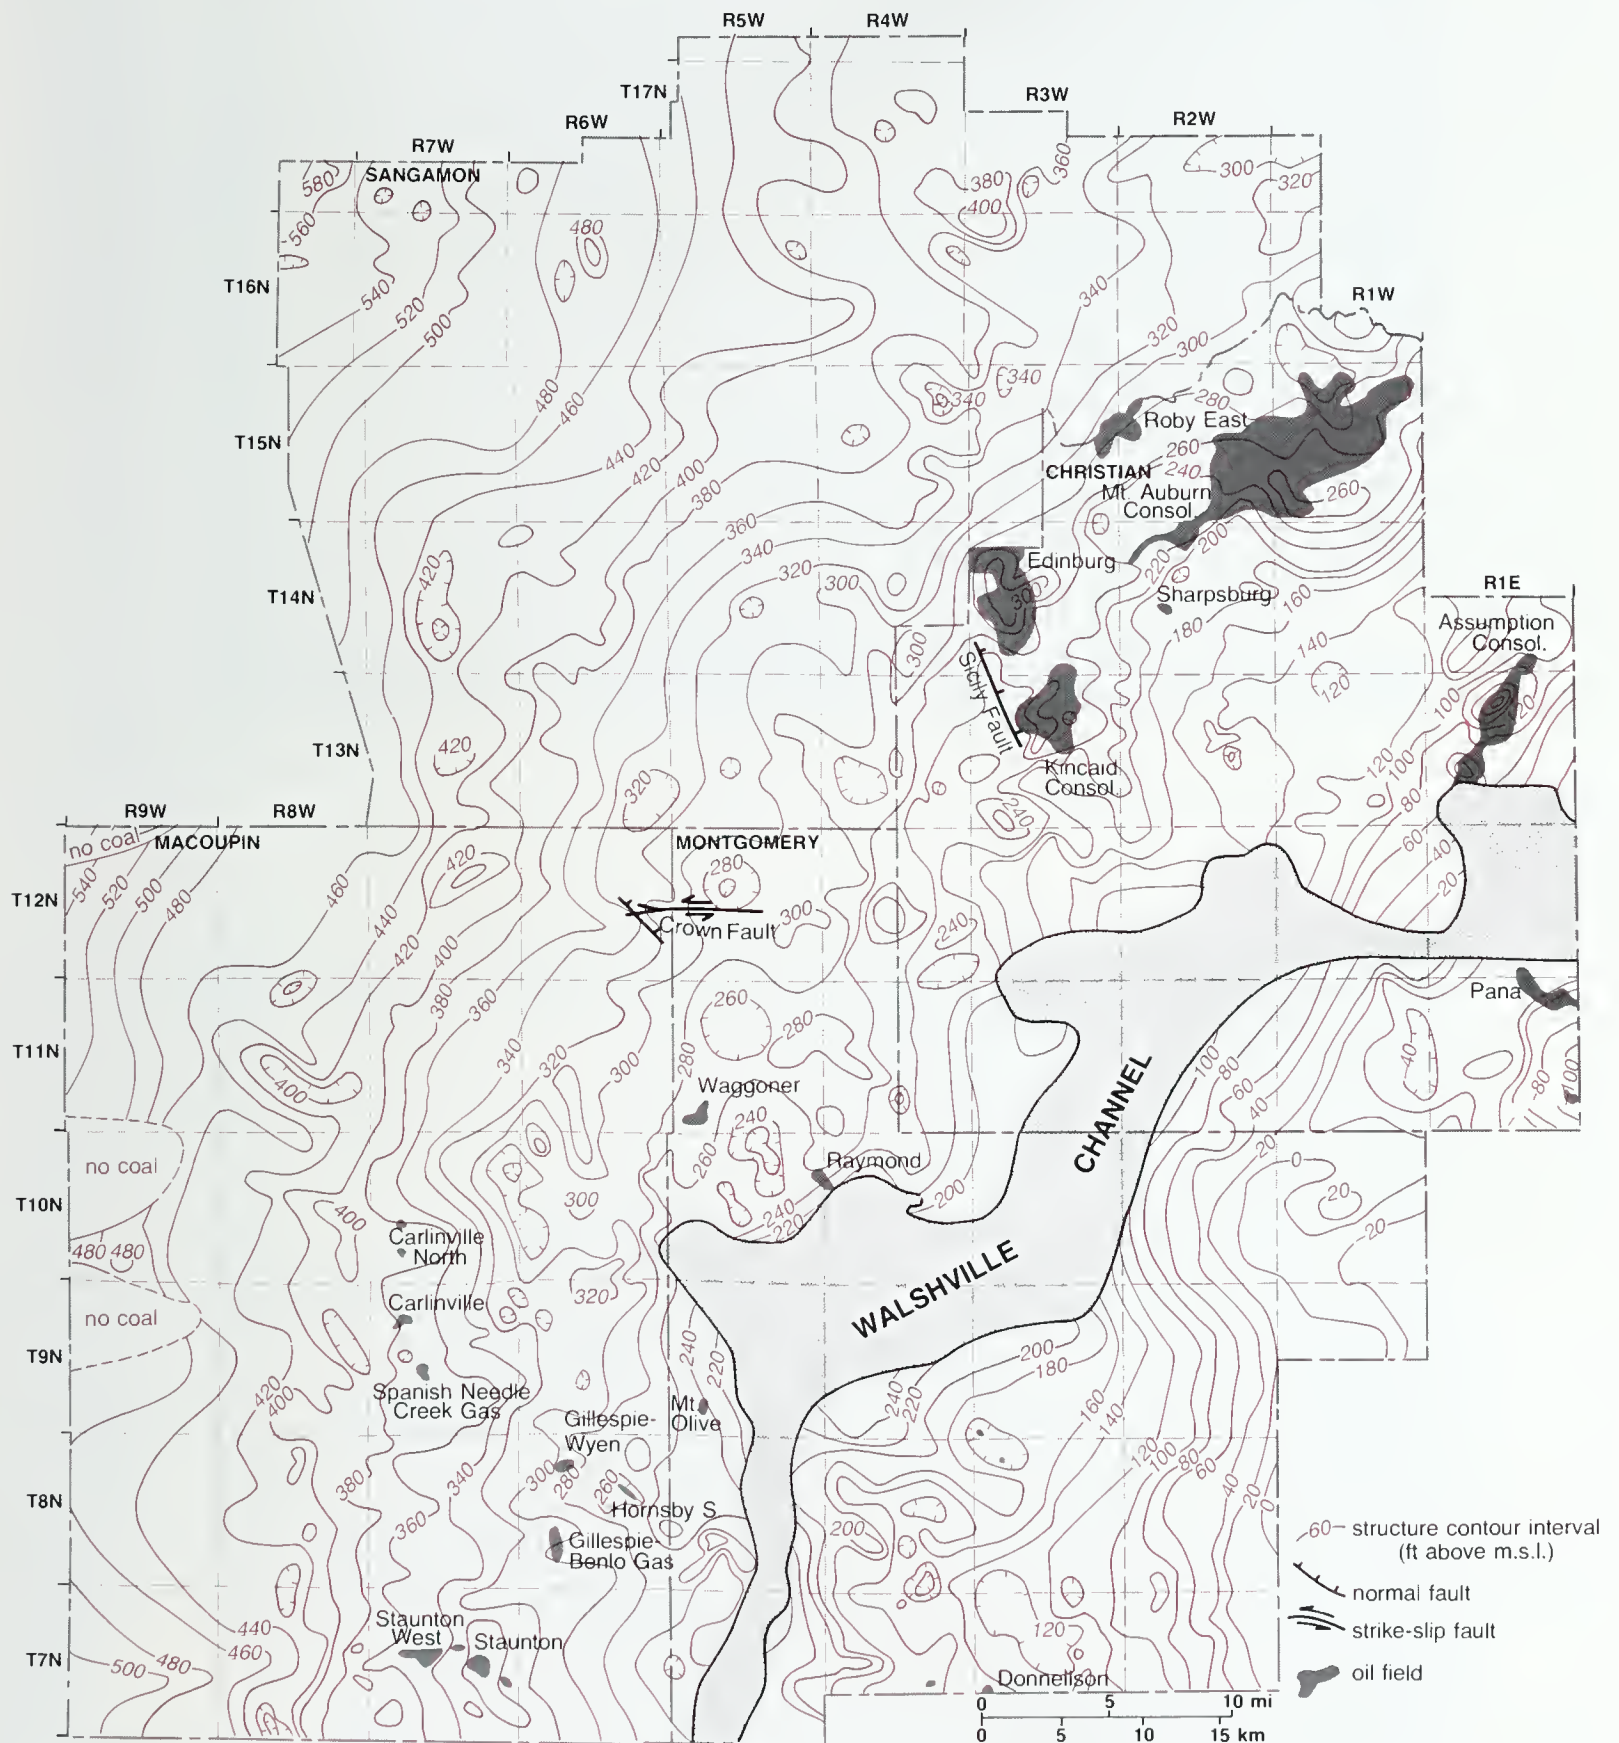 R5W
R4W
T17N
R3W
R6W
R2W
R7W
SANGAMON
360
300
320
580
380
400
560
480
T16N
540
520
500
340
R1W
320
300
480
460
340
340
280
Roby East
T15N
440
420
400
380
260
CHRISTIAN
240
Mt. Auburn
Consol.
260
360
340
320
300
200
220
Edinburg
300
Sharpsburg
160
180
140
120
R1E
Assumption
Consol.
T14N
420
300
Sicily Fault
100
20
T13N
420
320
Kincaid
Consol.
240
120
100
80
60
40
20
R9W
R8W
no coal
MACOUPIN
MONTGOMERY
540
520
500
480
T12N
420
460
440
420
400
380
360
280
Crown Fault
300
240
Pana
T11N
260
280
280
400
340
320
300
Waggoner
240
260
CHANNEL
100
80
60
40
20
0
40
80
100
no coal
T10N
400
300
Raymond
240
220
200
20
20
480
480
Carlinville
North
no coal
Carlinville
320
WALSHVILLE
T9N
240
220
200
180
420
400
Spanish Needle
Creek Gas
Mt.
Olive
240
220
160
140
120
100
80
60
40
20
0
Gillespie-
Wyen
T8N
380
340
300
280
260
Hornsby S
360
200
Gillespie-
Benlo Gas
60 structure contour interval
(ft above m.s.l.)
normal fault
strike-slip fault
oil field
Staunton
West
Staunton
440
460
480
500
T7N
120
Donnellson
0 5 10 mi
0 5 10 15 km